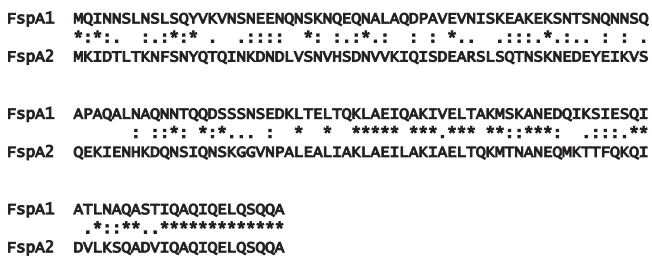 FspA1 MQINNSLNSLSQYVKVNSNEENQNSKNQEQNALAQDPAVEVNISKEAKEKSNTSNQNNSQ
*:*:. :.:*:* . .:::: : :.:*.: : : *.. .:::.*.:.. : : .
FspA2 MKIDTLTKNFSNYQTQINKDNDLVSNVHSDNVVKIQISDEARSLSQTNSKNEDEYEIKVS
FspA1 APAQALNAQNNTQQDSSSNSEDKLTELTQKLAEIQAKIVELTAKMSKANEDQIKSIESQI
: ::*: *:*... : * * ***** ***.*** **::***: .:::.**
FspA2 QEKIENHKDQNSIQNSKGGVNPALEALIAKLAEILAKIAELTQKMTNANEQMKTTFQKQI
FspA1 ATLNAQASTIQAQIQELQSQQA
.*::**..*************
FspA2 DVLKSQADVIQAQIQELQSQQA